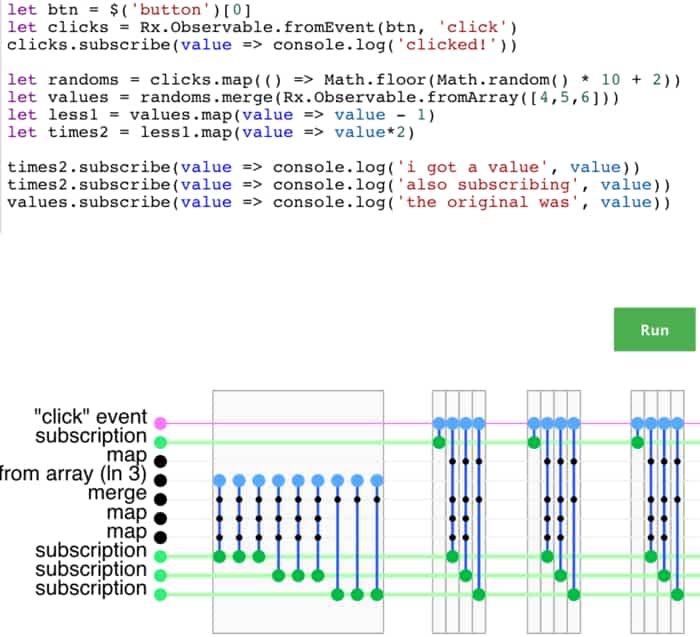 let btn = $('button')[0]
let clicks = Rx.Observable.fromEvent(btn, 'click')
clicks.subscribe(value => console.log('clicked!'))
let randoms = clicks.map(() => Math.floor(Math.random() * 10 + 2))
let values = randoms.merge(Rx.Observable.fromArray([4,5,6]))
let less1 = values.map(value => value - 1)
let times2 = less1.map(value => value*2)
times2.subscribe(value => console.log('i got a value', value))
times2.subscribe(value => console.log('also subscribing', value))
values.subscribe(value => console.log('the original was', value))
Run
"click" event
subscription
map
from array (ln 3)
merge
map
map
subscription
subscription
subscription